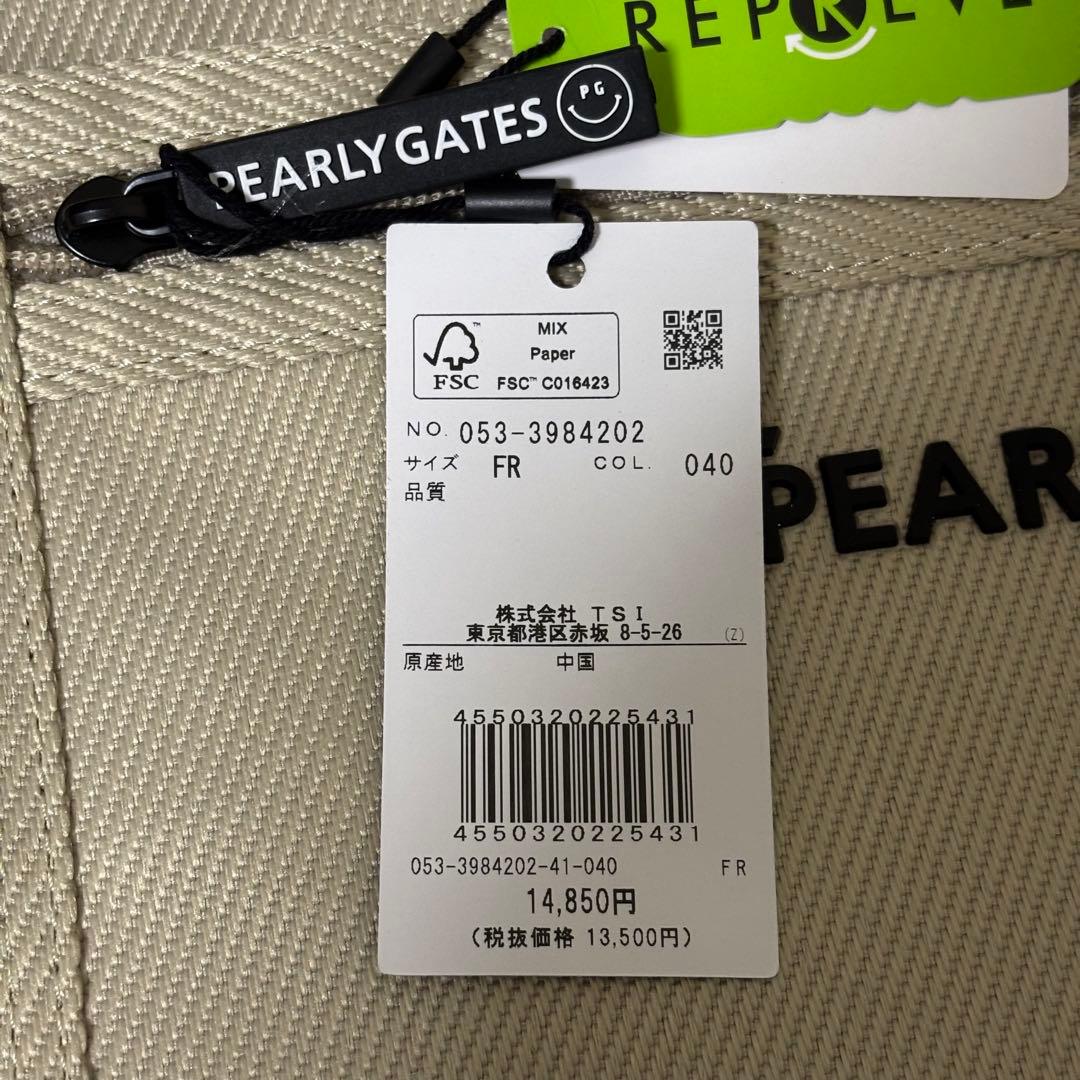 REPREVE
PEARLY GATES
PG
MIX
Paper
FSC™ C016423
FSC
NO. 053-3984202
サイズ FR COL. 040
品質
PEAR
株式会社 TSI
東京都港区赤坂 8-5-26 (Z)
原産地 中国
4550320225431
4550320225431
053-3984202-41-040 FR
14,850円
(税抜価格 13,500円)